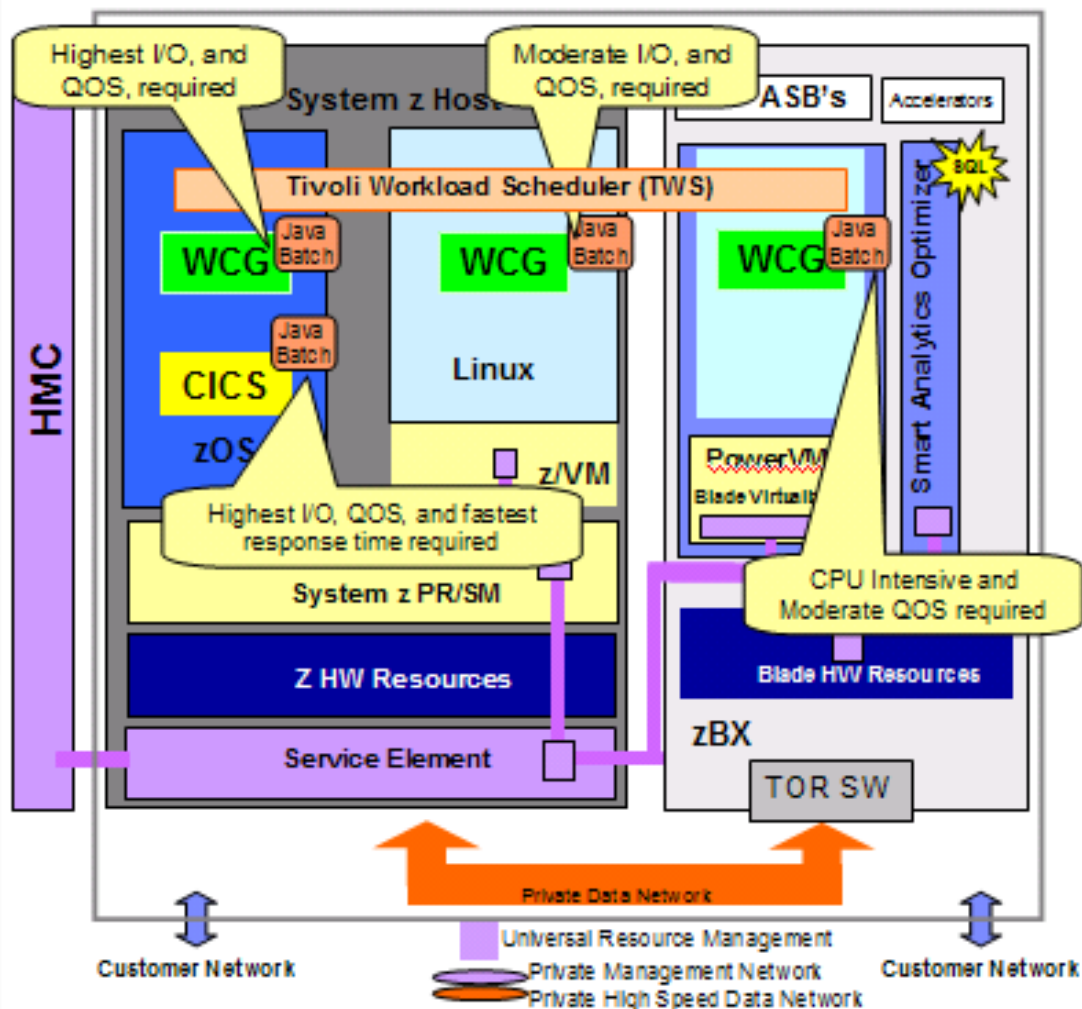 Highest I/O, and
QOS, required
Moderate I/O, and
QOS, required
System z Host
ASB's
Accelerators
SQL
Tivoli Workload Scheduler (TWS)
WCG
Java
Batch
WCG
Java
Batch
WCG
Java
Batch
Smart Analytics Optimizer
HMC
CICS
Java
Batch
zOS
Linux
z/VM
PowerVM
Blade
Highest I/O, QOS, and fastest
response time required
CPU Intensive and
Moderate QOS required
System z PR/SM
Z HW Resources
Blade HW Resources
Service Element
zBX
TOR SW
Private Data Network
Customer Network
Customer Network
Universal Resource Management
Private Management Network
Private High Speed Data Network